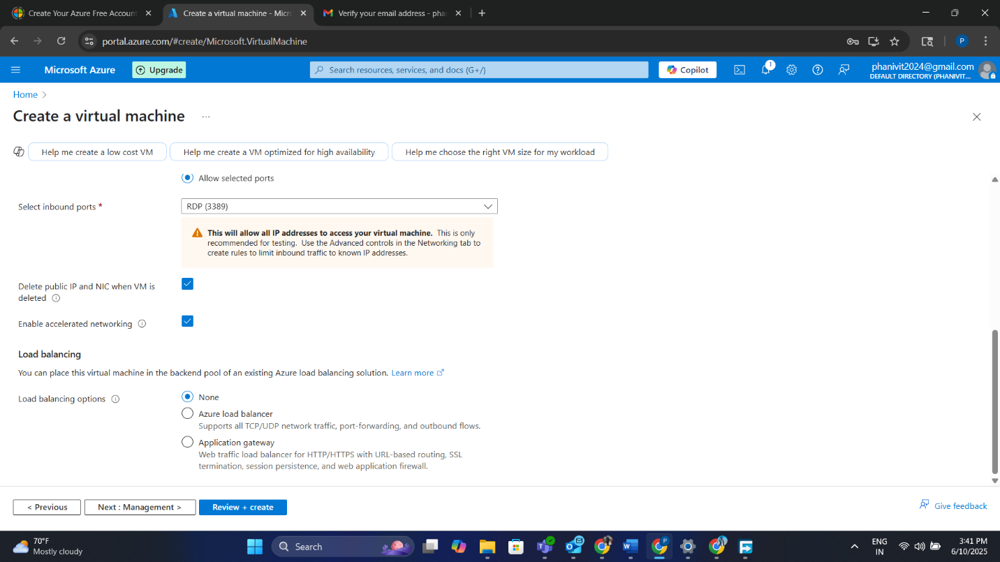 Create Your Azure Free Account
Create a virtual machine - Micro
Verify your email address - pha
portal.azure.com/#create/Microsoft.VirtualMachine
P
Microsoft Azure
Upgrade
Search resources, services, and docs (G+/)
Copilot
1
phanivit2024@gmail.com
DEFAULT DIRECTORY (PHANIVIT...
Home >
Create a virtual machine ...
Help me create a low cost VM
Help me create a VM optimized for high availability
Help me choose the right VM size for my workload
Allow selected ports
Select inbound ports *
RDP (3389)
This will allow all IP addresses to access your virtual machine. This is only
recommended for testing. Use the Advanced controls in the Networking tab to
create rules to limit inbound traffic to known IP addresses.
Delete public IP and NIC when VM is
deleted
Enable accelerated networking
Load balancing
You can place this virtual machine in the backend pool of an existing Azure load balancing solution. Learn more
Load balancing options
None
Azure load balancer
Supports all TCP/UDP network traffic, port-forwarding, and outbound flows.
Application gateway
Web traffic load balancer for HTTP/HTTPS with URL-based routing, SSL
termination, session persistence, and web application firewall.
< Previous
Next : Management >
Review + create
Give feedback
70°F
Mostly cloudy
Search
ENG
IN
3:41 PM
6/10/2025